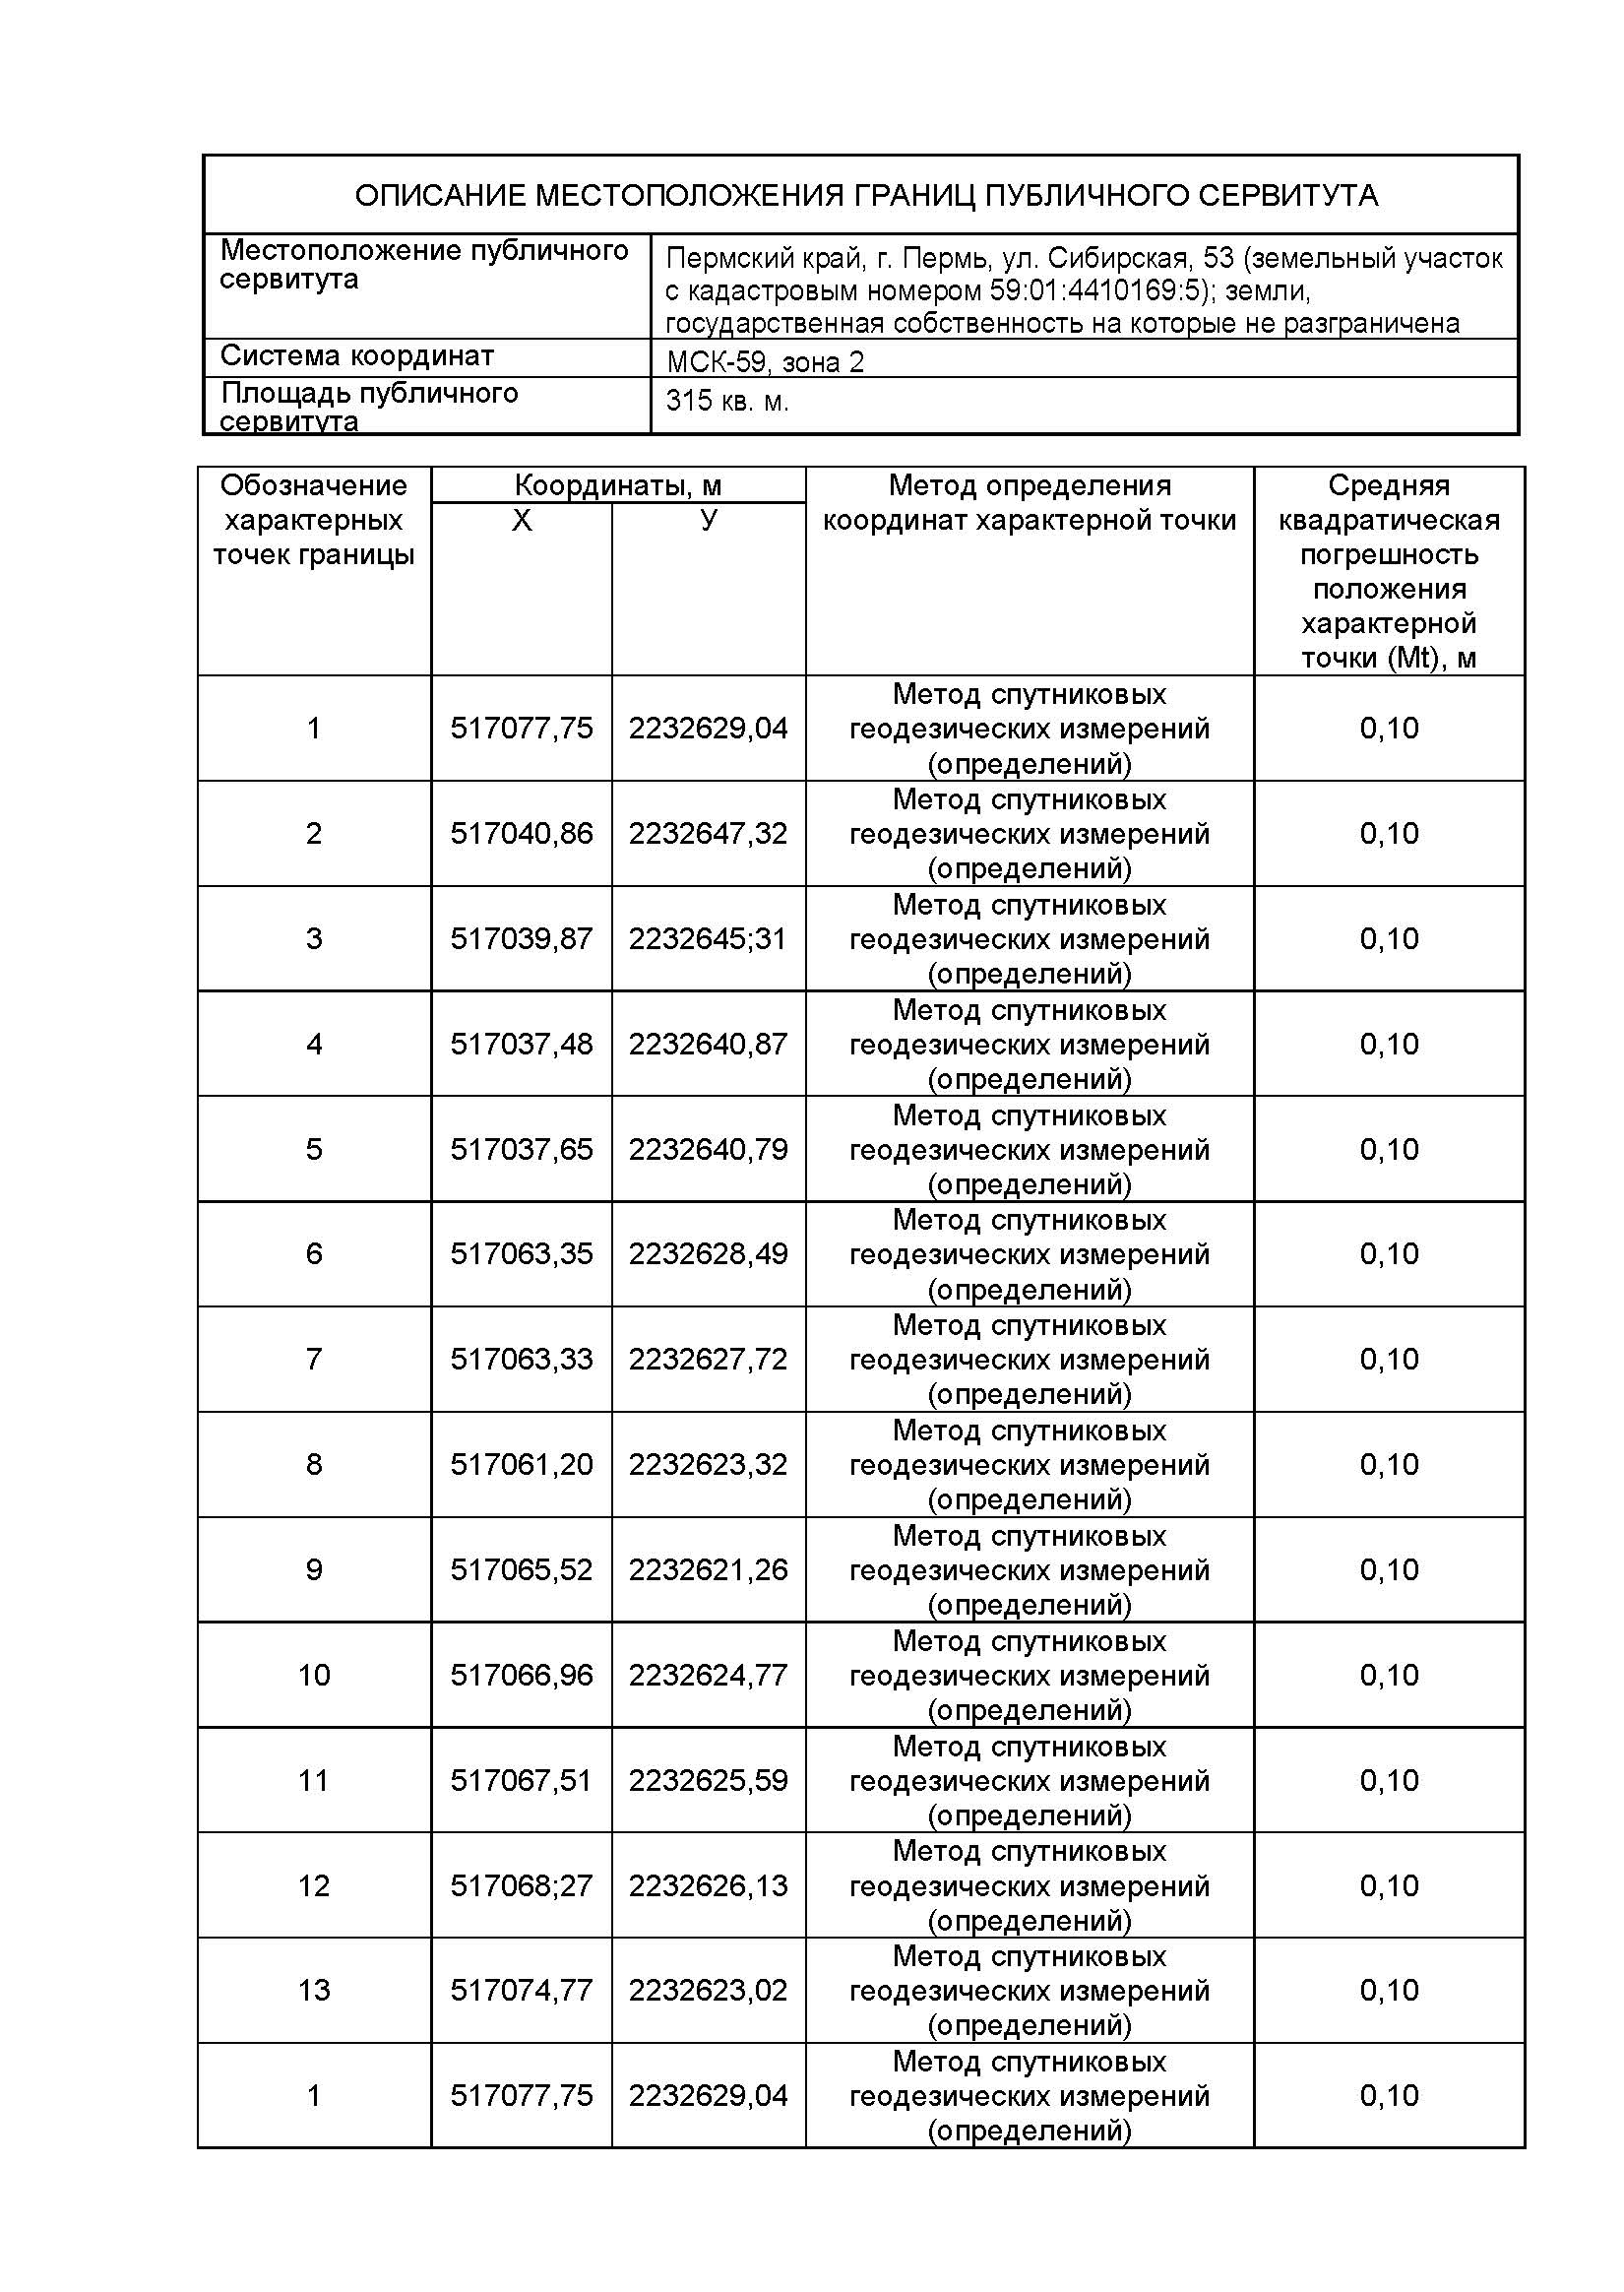 ОПИСАНИЕ МЕСТОПОЛОЖЕНИЯ ГРАНИЦ ПУБЛИЧНОГО СЕРВИТУТА
Местоположение публичного
сервитута
Пермский край, г. Пермь, ул. Сибирская, 53 (земельный участок
с кадастровым номером 59:01:4410169:5); земли,
государственная собственность на которые не разграничена
Система координат
МСК-59, зона 2
Площадь публичного
сервитута
315 кв. м.
Обозначение
характерных
точек границы
Координаты, м
Х
У
Метод определения
координат характерной точки
Средняя
квадратическая
погрешность
положения
характерной
точки (Mt), м
1
517077,75
2232629,04
Метод спутниковых
геодезических измерений
(определений)
0,10
2
517040,86
2232647,32
Метод спутниковых
геодезических измерений
(определений)
0,10
3
517039,87
2232645;31
Метод спутниковых
геодезических измерений
(определений)
0,10
4
517037,48
2232640,87
Метод спутниковых
геодезических измерений
(определений)
0,10
5
517037,65
2232640,79
Метод спутниковых
геодезических измерений
(определений)
0,10
6
517063,35
2232628,49
Метод спутниковых
геодезических измерений
(определений)
0,10
7
517063,33
2232627,72
Метод спутниковых
геодезических измерений
(определений)
0,10
8
517061,20
2232623,32
Метод спутниковых
геодезических измерений
(определений)
0,10
9
517065,52
2232621,26
Метод спутниковых
геодезических измерений
(определений)
0,10
10
517066,96
2232624,77
Метод спутниковых
геодезических измерений
(определений)
0,10
11
517067,51
2232625,59
Метод спутниковых
геодезических измерений
(определений)
0,10
12
517068;27
2232626,13
Метод спутниковых
геодезических измерений
(определений)
0,10
13
517074,77
2232623,02
Метод спутниковых
геодезических измерений
(определений)
0,10
1
517077,75
2232629,04
Метод спутниковых
геодезических измерений
(определений)
0,10